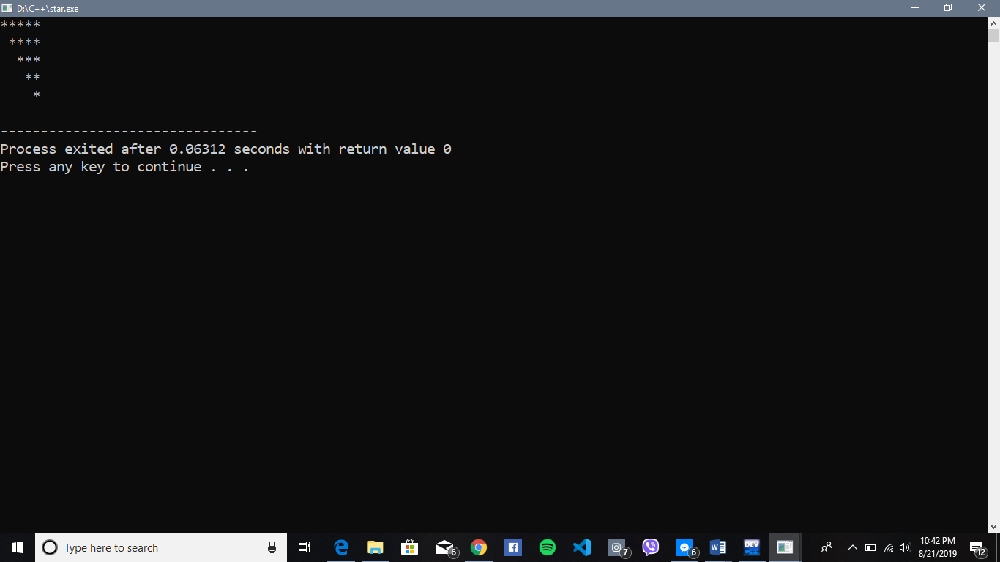 D:\C++\star.exe
*****
 ****
  ***
   **
    *
--------------------------------
Process exited after 0.06312 seconds with return value 0
Press any key to continue . . .
Type here to search
6
7
6
DEV
C++
10:42 PM
8/21/2019
12